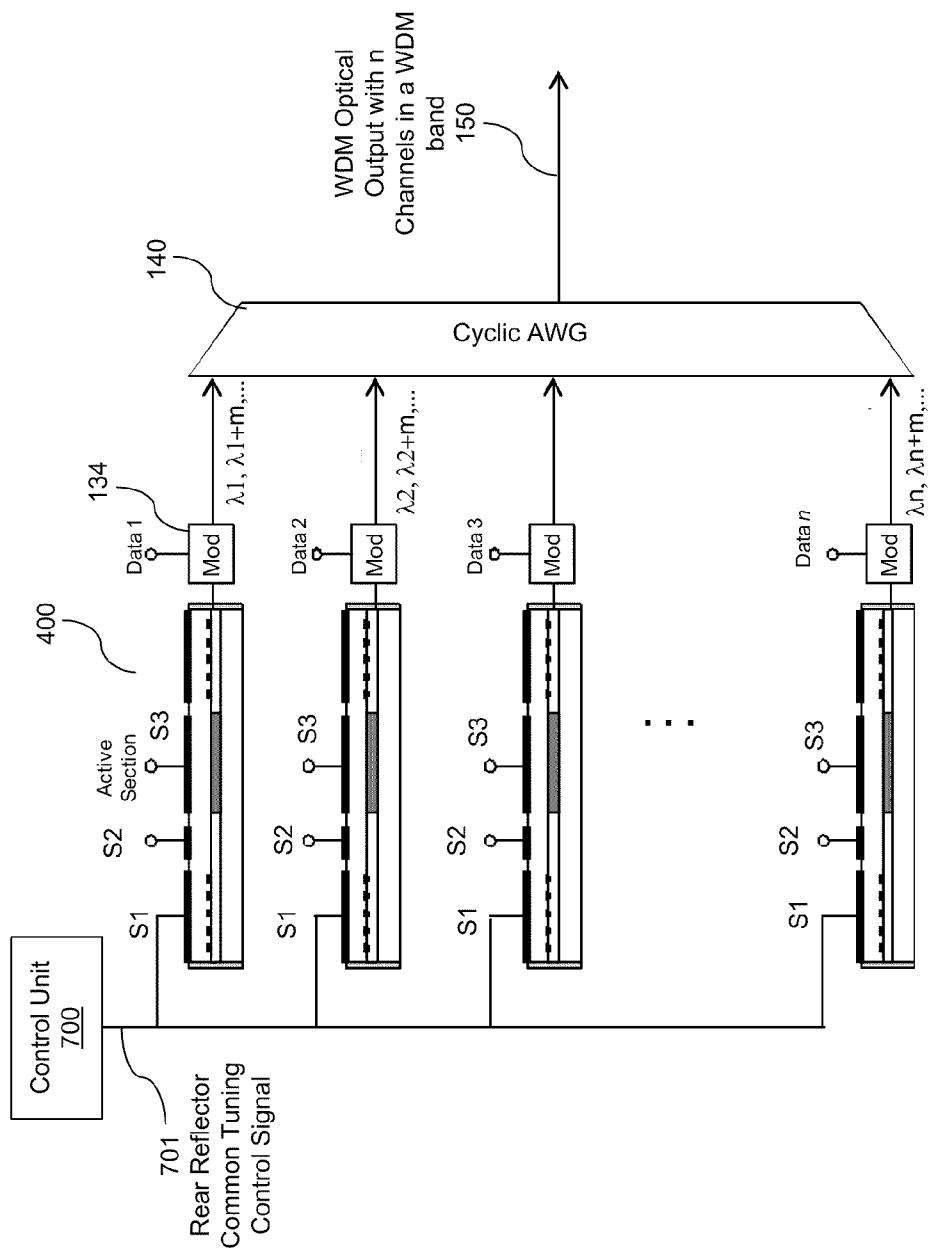 Control Unit
700
701
Rear Reflector
Common Tuning
Control Signal
S1
S2
Active
Section
S3
400
Data 1
134
Mod
λ1, λ1+m,...
S1
S2
S3
Data 2
Mod
λ2, λ2+m,...
S1
S2
S3
Data 3
Mod
. . .
S1
S2
S3
Data n
Mod
λn, λn+m,...
140
Cyclic AWG
WDM Optical
Output with n
Channels in a WDM
band
150